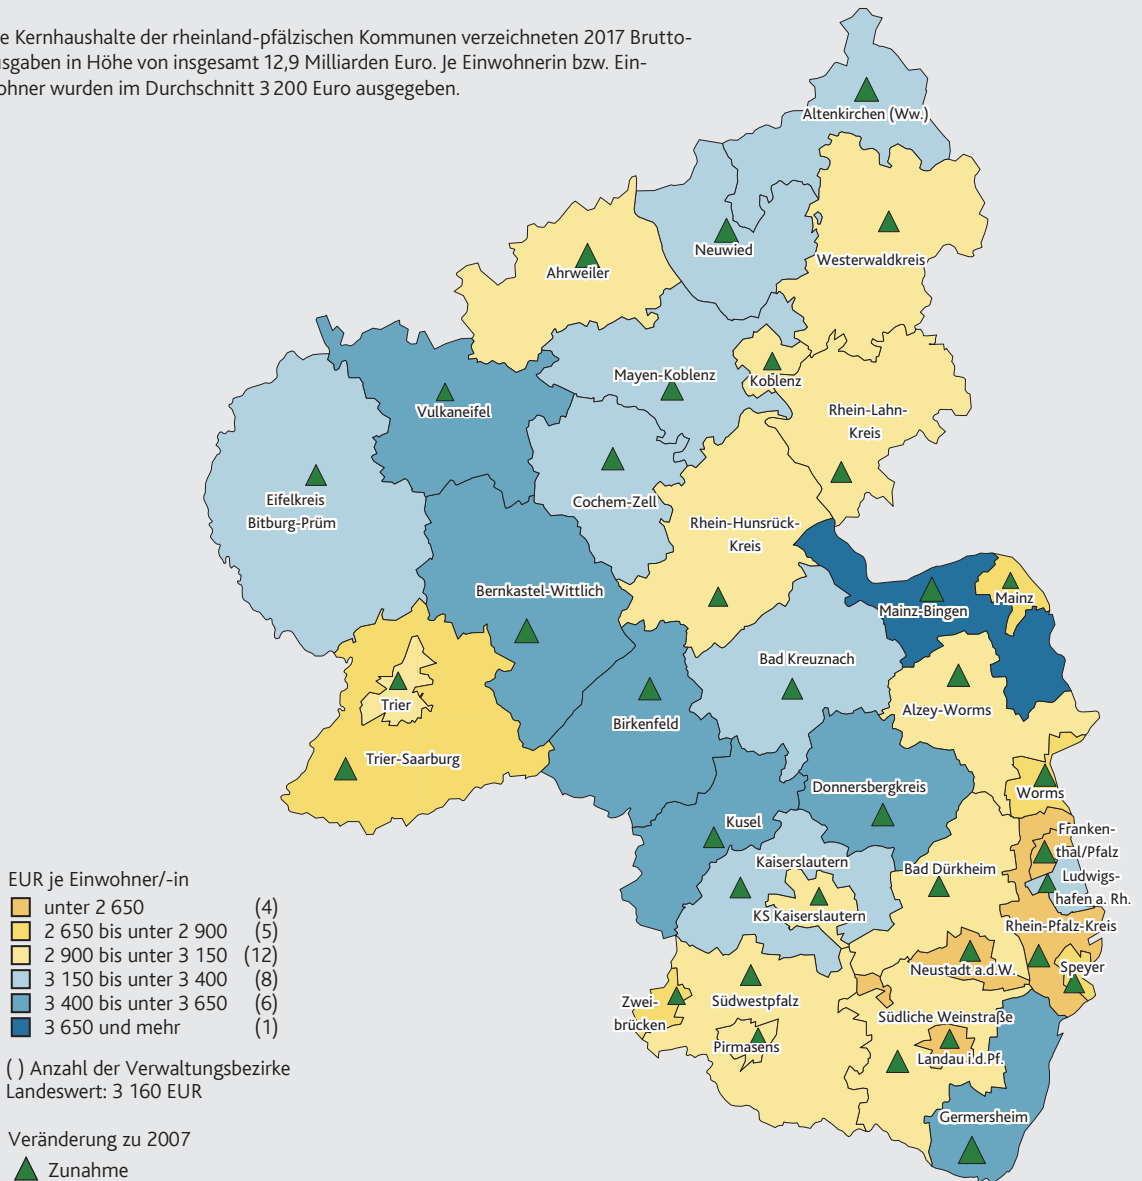 e Kernhaushalte der rheinland-pfälzischen Kommunen verzeichneten 2017 Brutto-
usgaben in Höhe von insgesamt 12,9 Milliarden Euro. Je Einwohnerin bzw. Ein-
ohner wurden im Durchschnitt 3 200 Euro ausgegeben.
Altenkirchen (Ww.)
Neuwied
Westerwaldkreis
Ahrweiler
Mayen-Koblenz
Koblenz
Vulkaneifel
Rhein-Lahn-
Kreis
Eifelkreis
Bitburg-Prüm
Cochem-Zell
Rhein-Hunsrück-
Kreis
Bernkastel-Wittlich
Mainz-Bingen
Mainz
Bad Kreuznach
Trier
Birkenfeld
Alzey-Worms
Trier-Saarburg
Donnersbergkreis
Worms
Kusel
Franken-
thal/Pfalz
Kaiserslautern
Bad Dürkheim
Ludwigs-
hafen a. Rh.
KS Kaiserslautern
Rhein-Pfalz-Kreis
Neustadt a.d.W.
Speyer
Zwei-
brücken
Südwestpfalz
Südliche Weinstraße
Pirmasens
Landau i.d.Pf.
Germersheim
EUR je Einwohner/-in
unter 2 650 (4)
2 650 bis unter 2 900 (5)
2 900 bis unter 3 150 (12)
3 150 bis unter 3 400 (8)
3 400 bis unter 3 650 (6)
3 650 und mehr (1)
( ) Anzahl der Verwaltungsbezirke
Landeswert: 3 160 EUR
Veränderung zu 2007
Zunahme